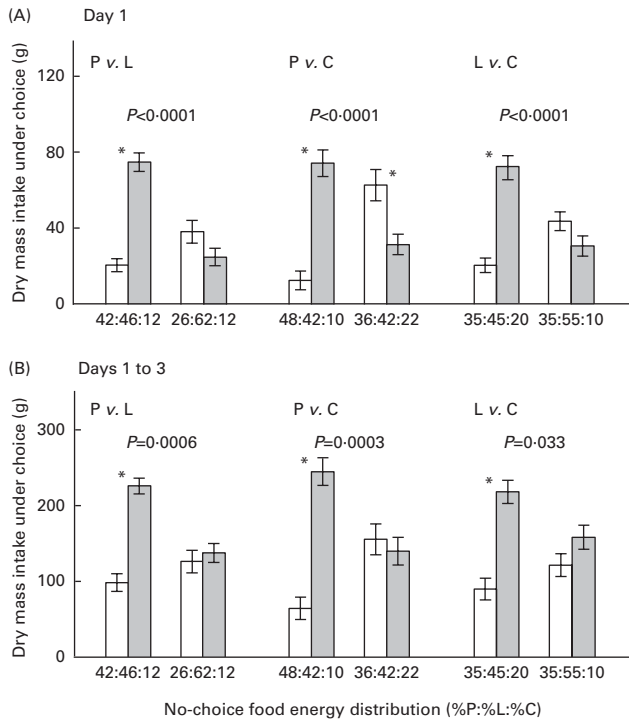 (A) Day 1
Dry mass intake under choice (g)
120
80
40
0
P v. L P v. C L v. C
P<0·0001 P<0·0001 P<0·0001
* * * *
42:46:12 26:62:12 48:42:10 36:42:22 35:45:20 35:55:10
(B) Days 1 to 3
Dry mass intake under choice (g)
300
200
100
0
P v. L P v. C L v. C
P=0·0006 P=0·0003 P=0·033
* * *
42:46:12 26:62:12 48:42:10 36:42:22 35:45:20 35:55:10
No-choice food energy distribution (%P:%L:%C)